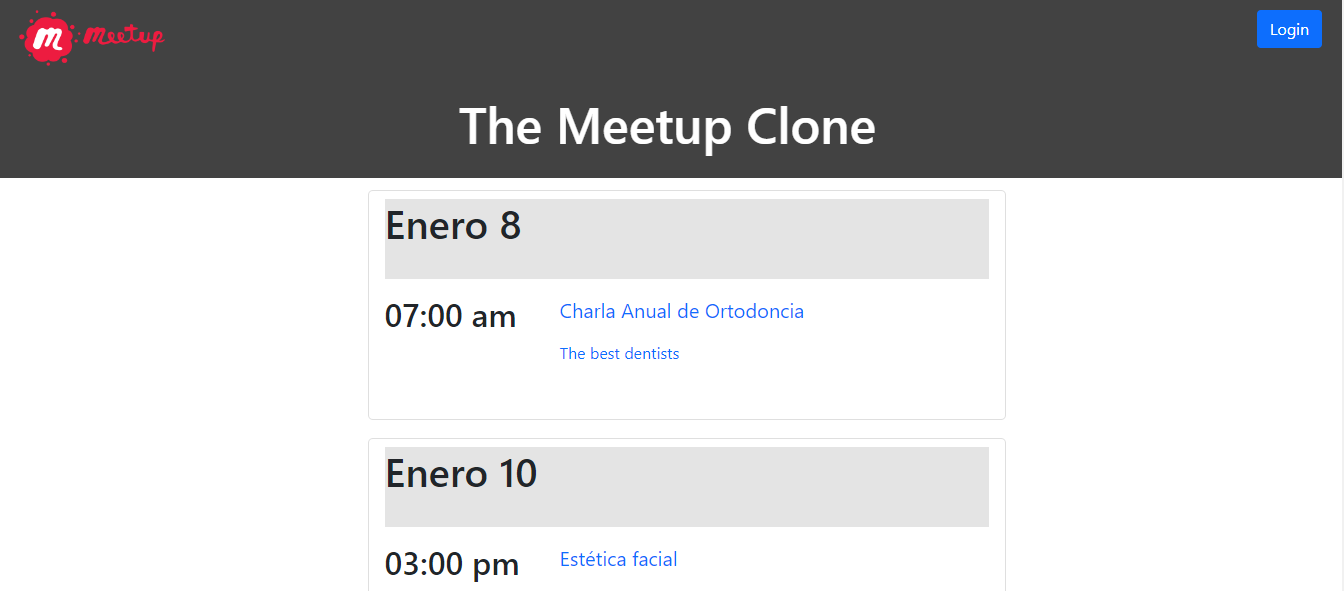 m meetup
Login
The Meetup Clone
Enero 8
07:00 am
Charla Anual de Ortodoncia
The best dentists
Enero 10
03:00 pm
Estética facial